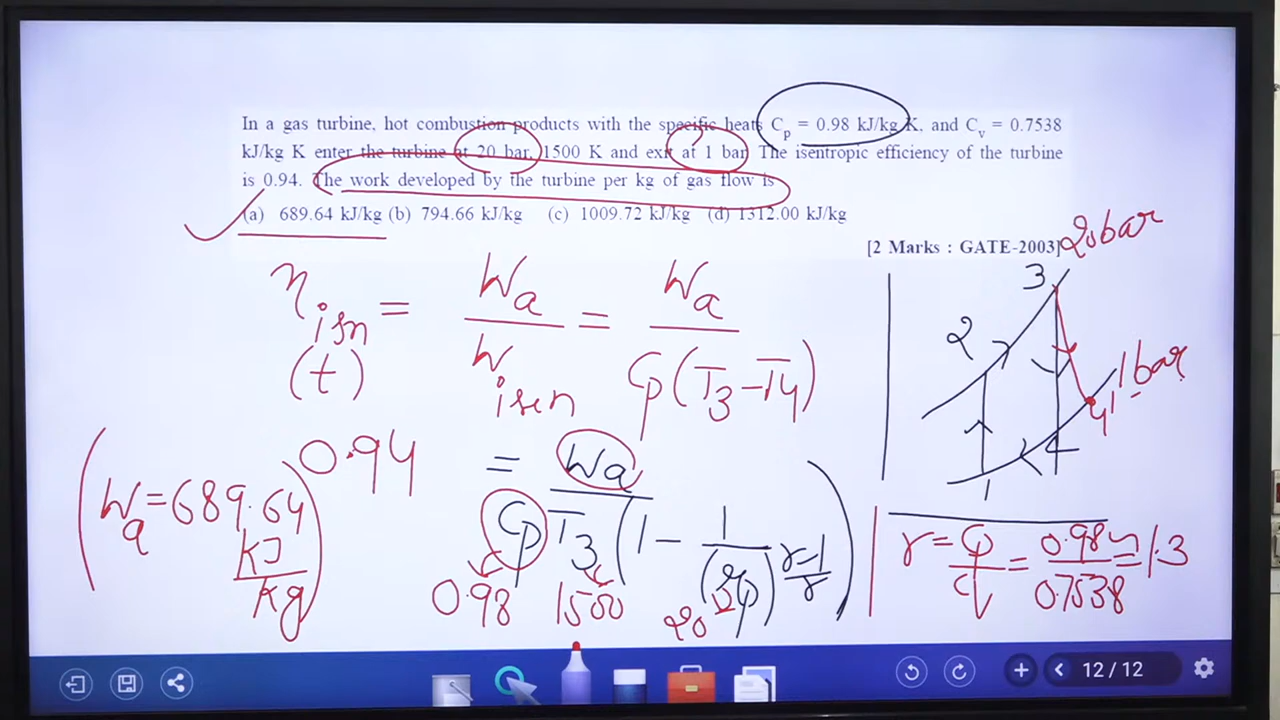 In a gas turbine, hot combustion products with the specific heats Cp = 0.98 kJ/kg K, and Cv = 0.7538
kJ/kg K enter the turbine at 20 bar, 1500 K and exit at 1 bar. The isentropic efficiency of the turbine
is 0.94. The work developed by the turbine per kg of gas flow is
(a) 689.64 kJ/kg (b) 794.66 kJ/kg (c) 1009.72 kJ/kg (d) 1312.00 kJ/kg
[2 Marks : GATE-2003]
η isn (t) = Wa / W isen = Wa / Cp(T3-T4)
0.94 = Wa / Cp T3 (1 - 1/(rp)^(r-1/r))
0.98 1500 20
(Wa = 689.64 kJ/kg)
20bar
3
2
1bar
4'
4
1
r = Cp/Cv = 0.98/0.7538 = 1.3
12/12